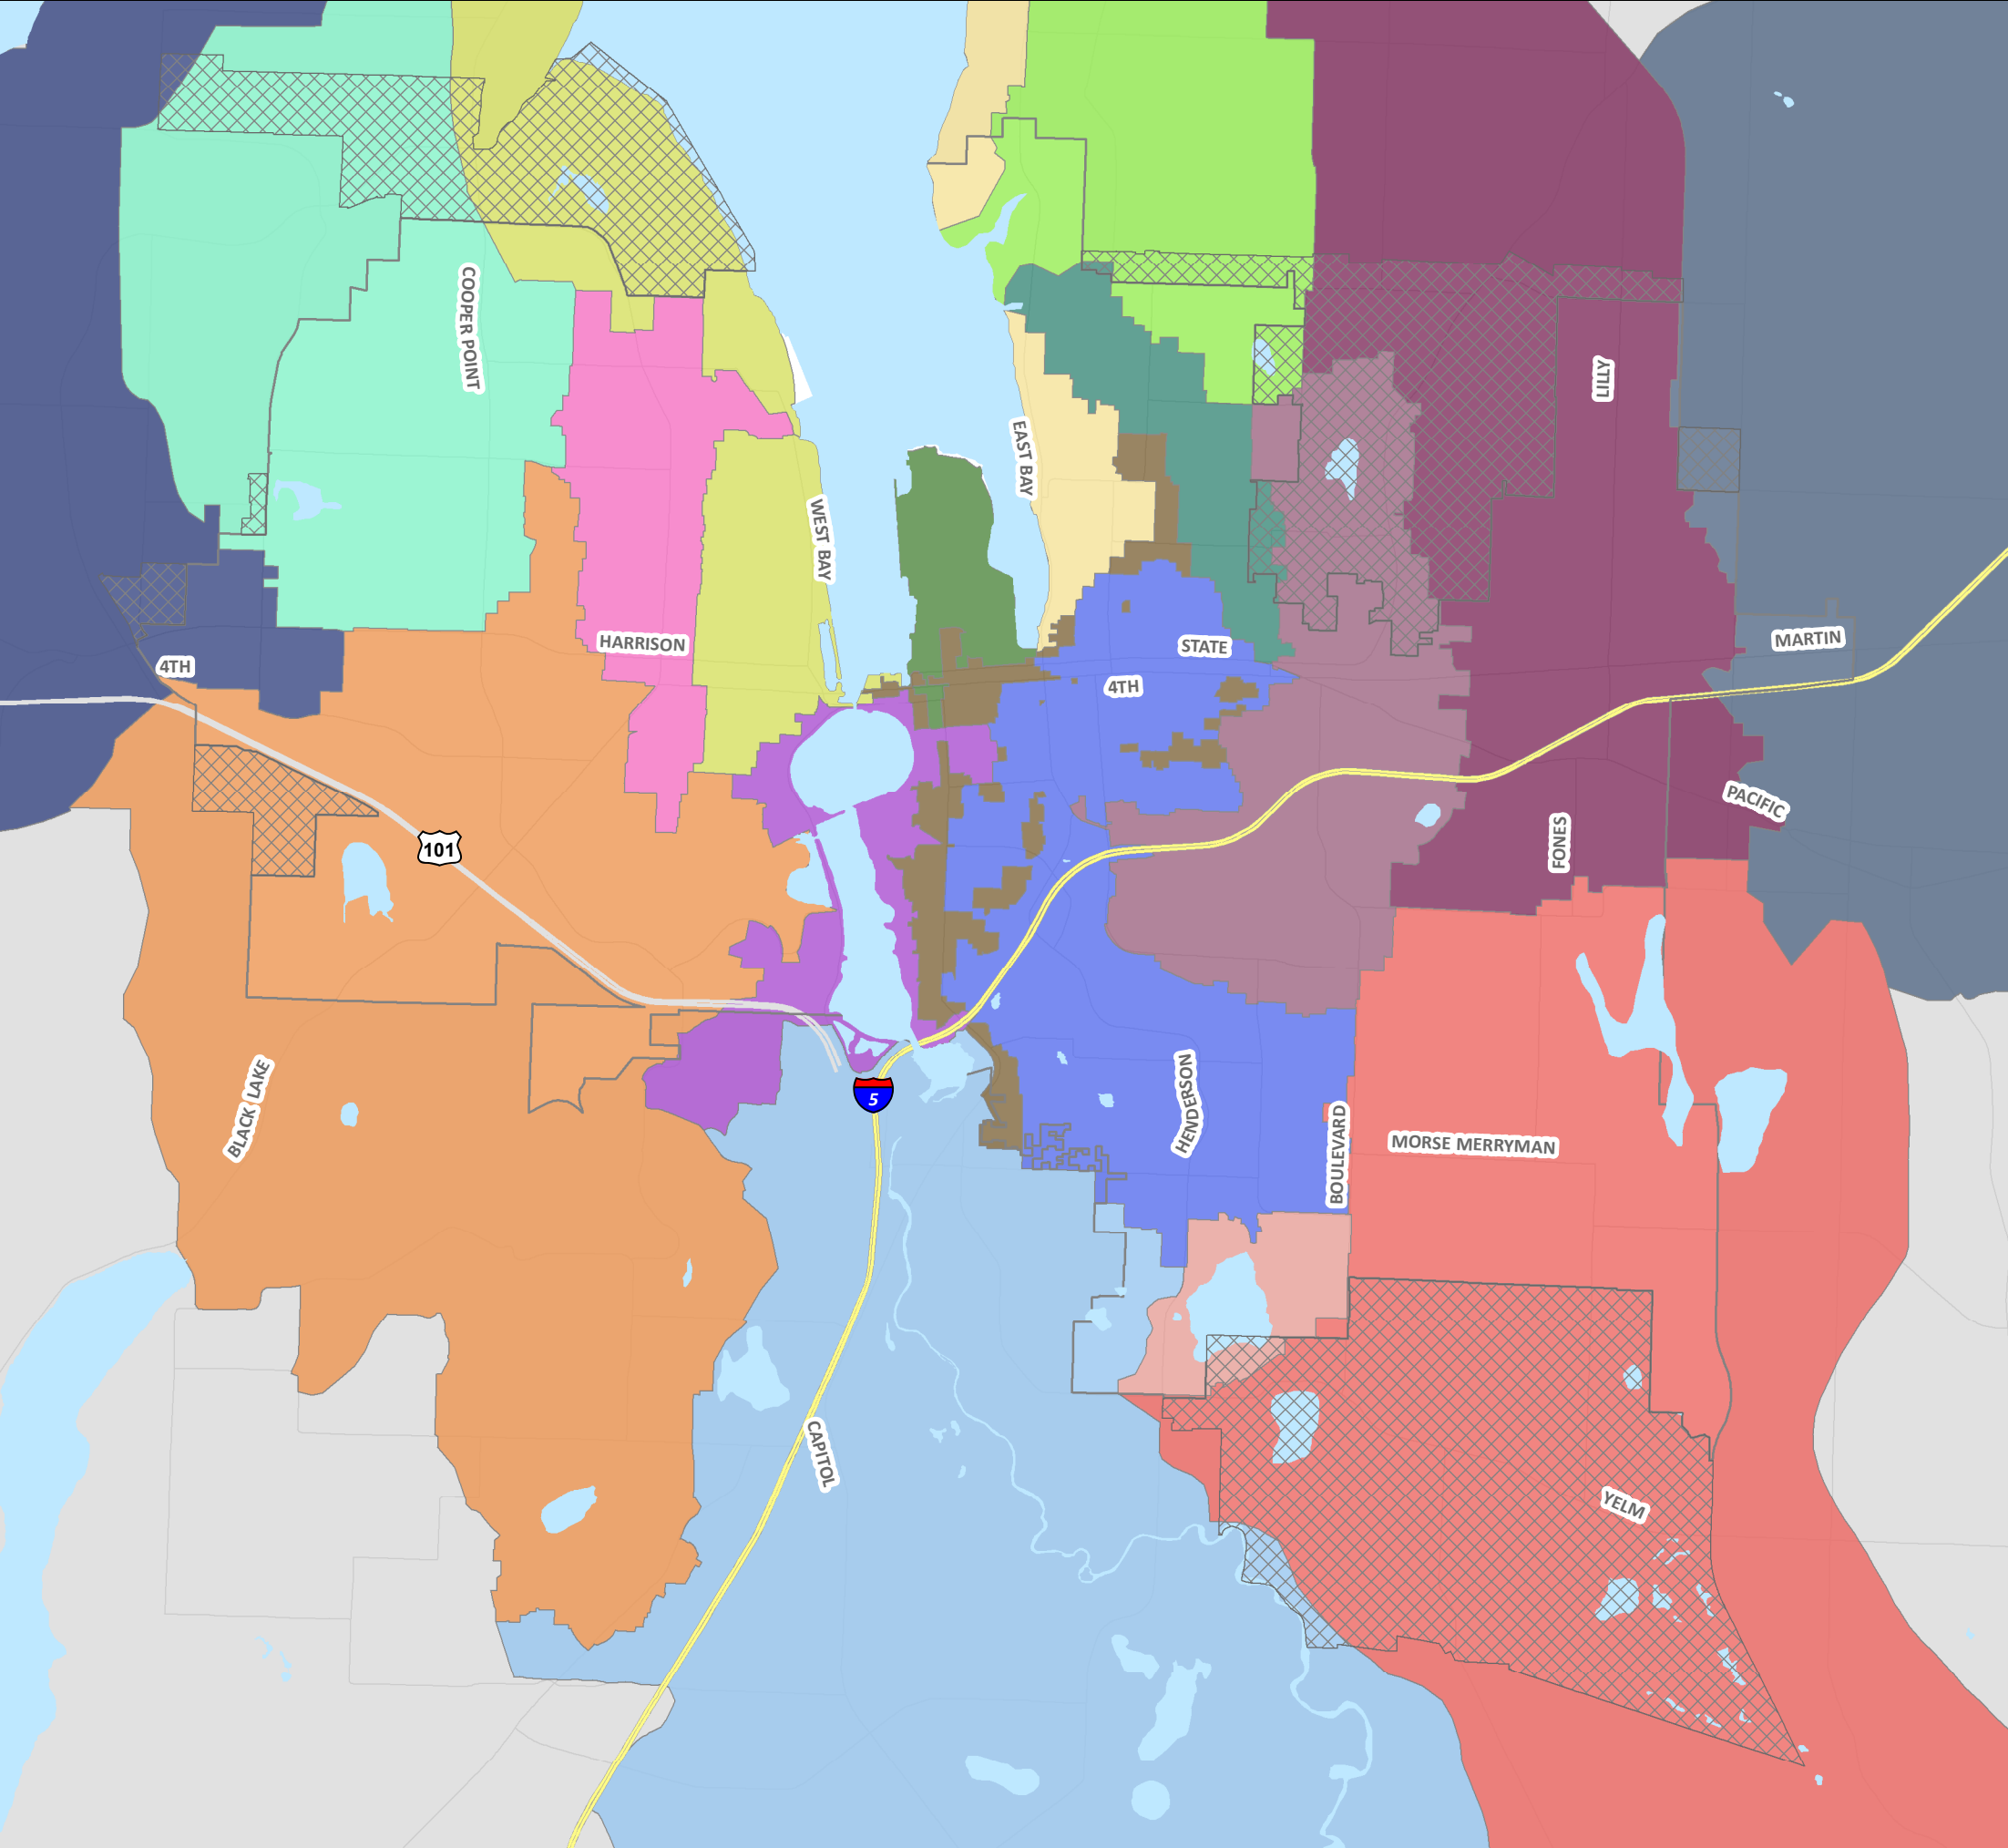 COOPER POINT
LILLY
EAST BAY
WEST BAY
HARRISON
STATE
MARTIN
4TH
4TH
PACIFIC
101
FONES
5
BLACK LAKE
HENDERSON
BOULEVARD
MORSE MERRYMAN
CAPITOL
YELM